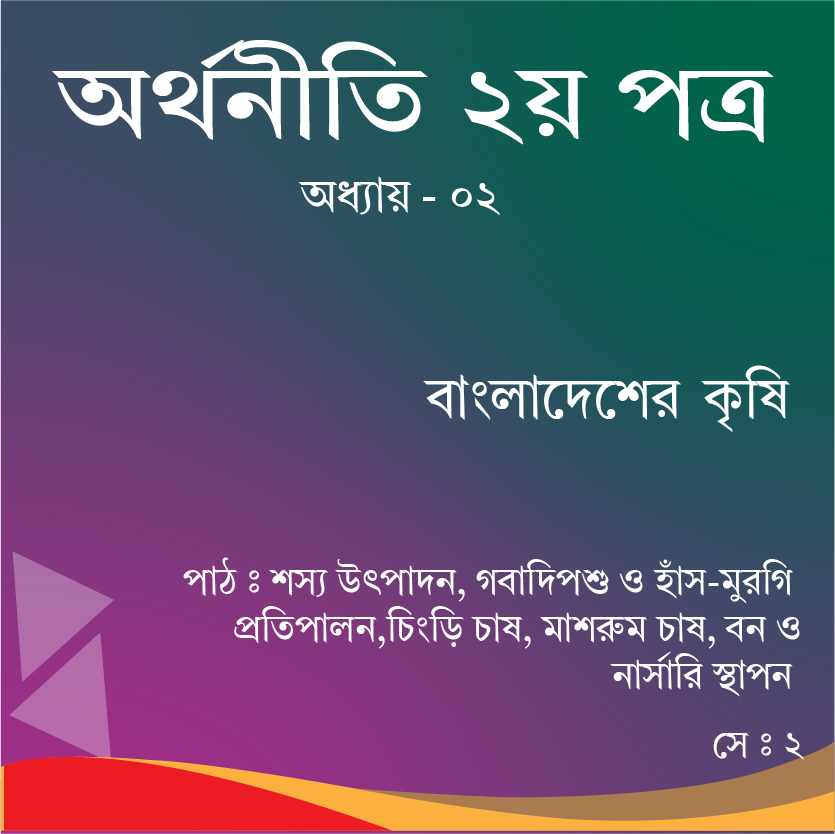 অর্থনীতি ২য় পত্র
অধ্যায় - ০২
বাংলাদেশের কৃষি
পাঠ ঃ শস্য উৎপাদন, গবাদিপশু ও হাঁস-মুরগি
প্রতিপালন,চিংড়ি চাষ, মাশরুম চাষ, বন ও
নার্সারি স্থাপন
সে ঃ ২